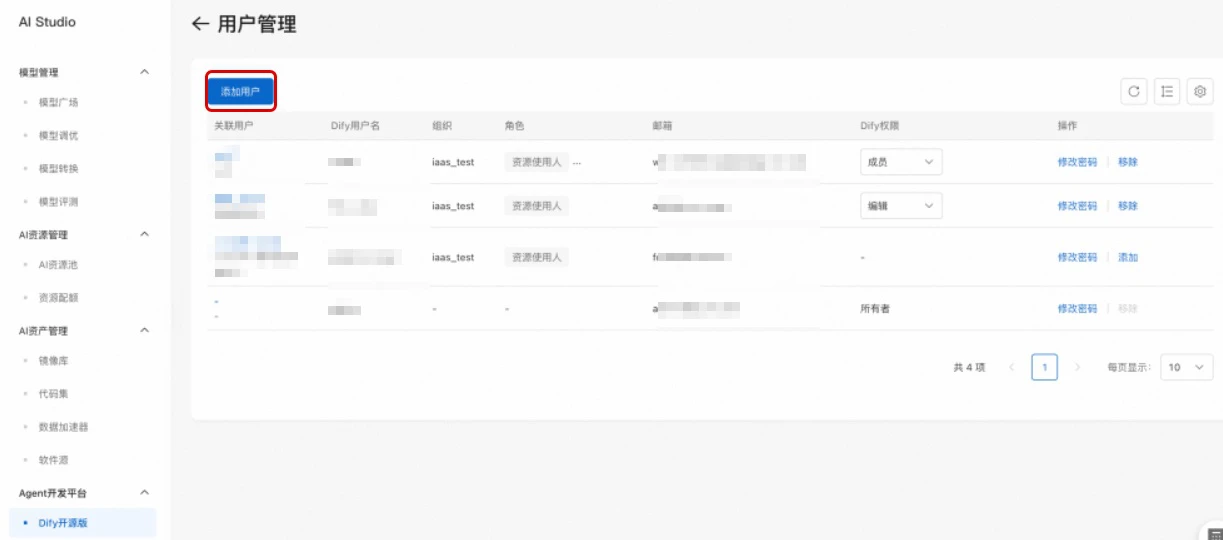 AI Studio
← 用户管理
模型管理
模型广场
模型调优
模型转换
模型评测
AI资源管理
AI资源池
资源配额
AI资产管理
镜像库
代码集
数据加速器
软件源
Agent开发平台
Dify开源版
添加用户
关联用户 Dify用户名 组织 角色 邮箱 Dify权限 操作
iaas_test 资源使用人 ... w 成员 修改密码 移除
iaas_test 资源使用人 a 编辑 修改密码 移除
iaas_test 资源使用人 f - 修改密码 添加
- - - - a 所有者 修改密码 移除
共 4 项 1 每页显示: 10